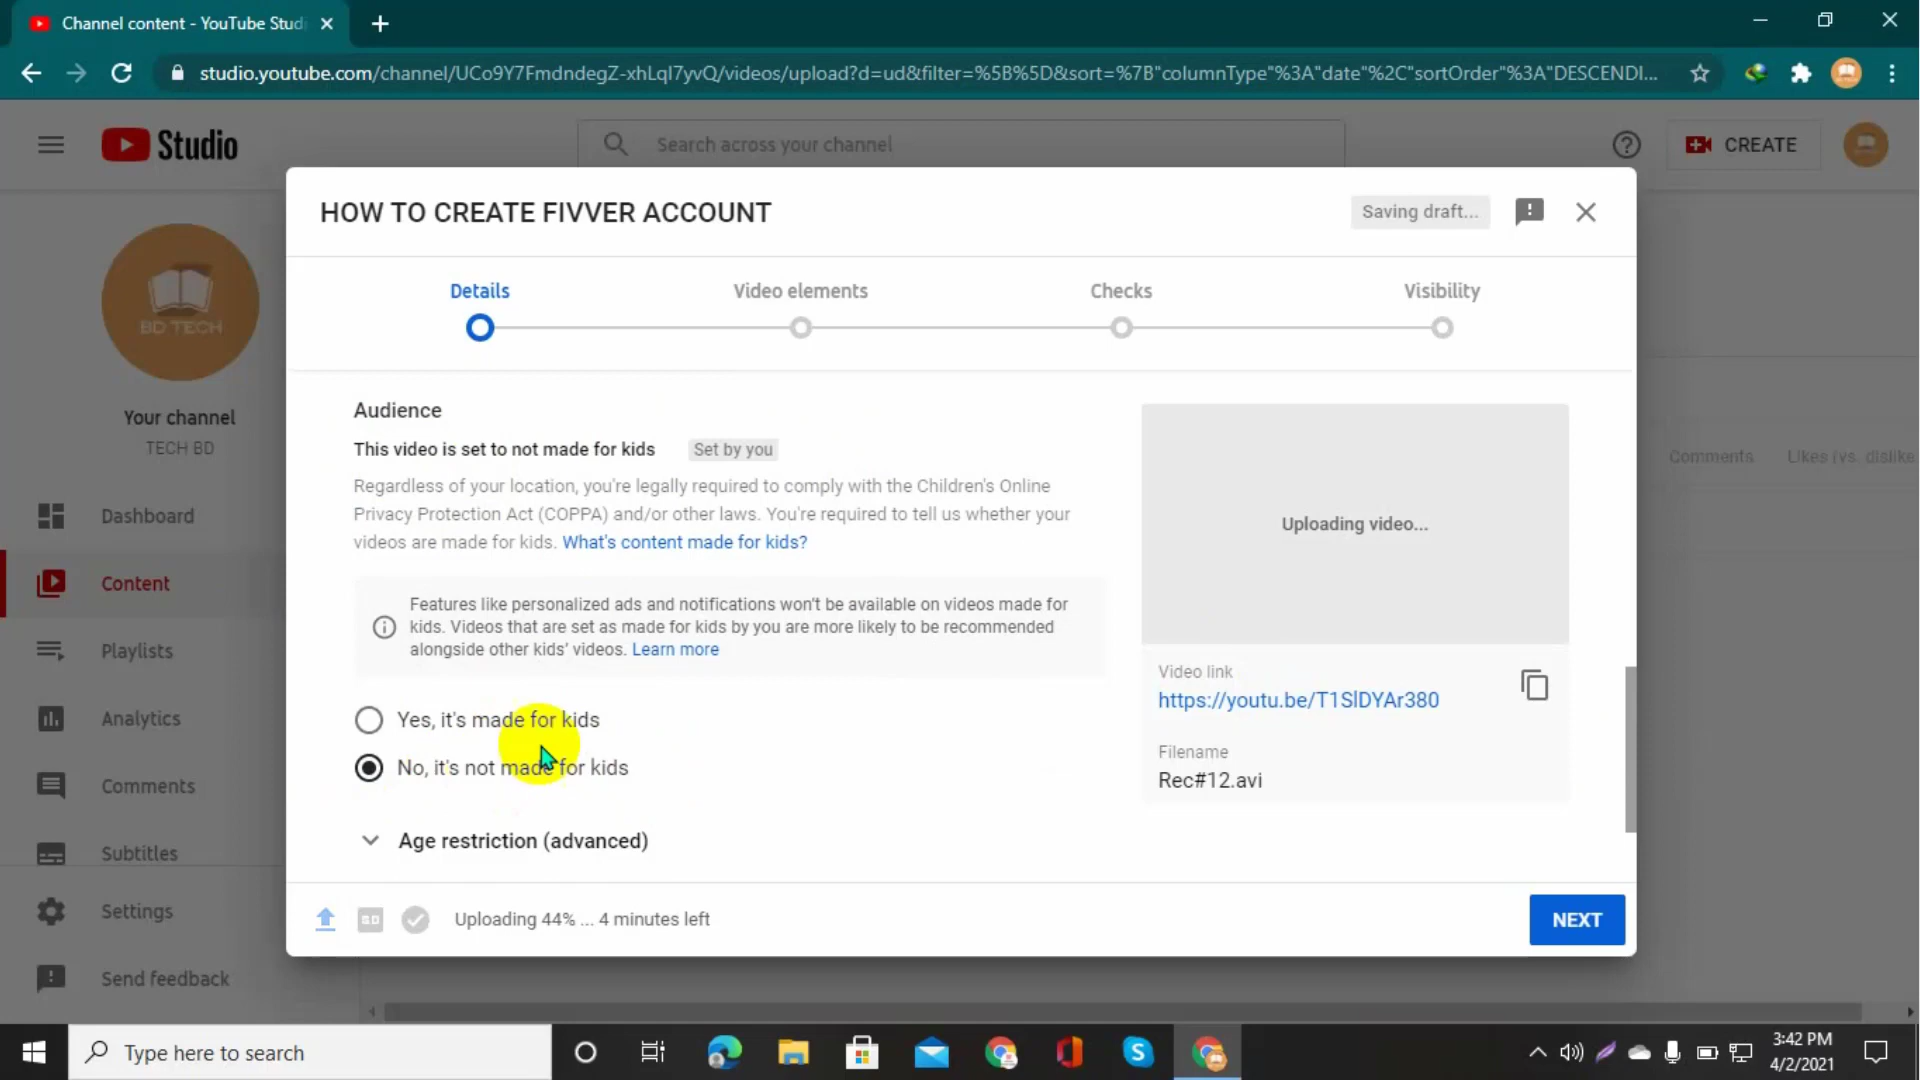 Channel content - YouTube Stud
studio.youtube.com/channel/UCo9Y7FmdndegZ-xhLqI7yvQ/videos/upload?d=ud&filter=%5B%5D&sort=%7B"columnType"%3A"date"%2C"sortOrder"%3A"DESCENDI...
Studio
Search across your channel
CREATE
HOW TO CREATE FIVVER ACCOUNT
Saving draft...
Details
Video elements
Checks
Visibility
BD TECH
Your channel
TECH BD
Dashboard
Content
Playlists
Analytics
Comments
Subtitles
Settings
Send feedback
Audience
This video is set to not made for kids
Set by you
Regardless of your location, you're legally required to comply with the Children's Online
Privacy Protection Act (COPPA) and/or other laws. You're required to tell us whether your
videos are made for kids. What's content made for kids?
Features like personalized ads and notifications won't be available on videos made for
kids. Videos that are set as made for kids by you are more likely to be recommended
alongside other kids' videos. Learn more
Yes, it's made for kids
No, it's not made for kids
Age restriction (advanced)
Uploading video...
Video link
https://youtu.be/T1SlDYAr380
Filename
Rec#12.avi
Comments
Likes (vs. dislike
SD
Uploading 44% ... 4 minutes left
NEXT
Type here to search
3:42 PM
4/2/2021